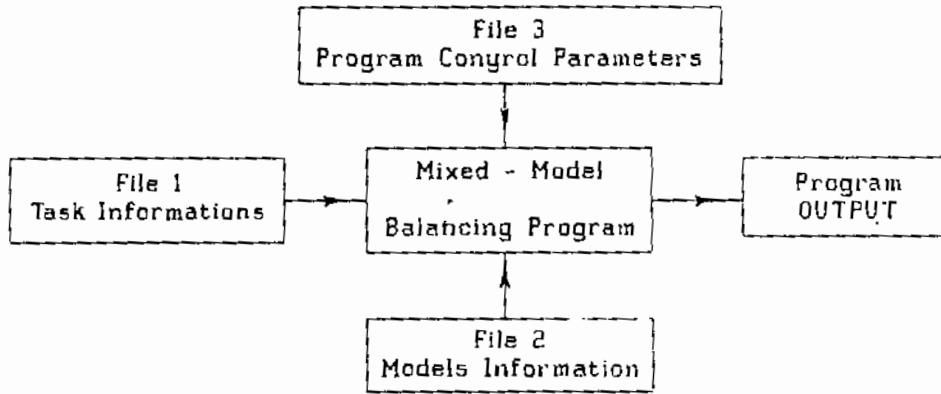 File 3
Program Conyrol Parameters
File 1
Task Informations
Mixed - Model
Balancing Program
Program
OUTPUT
File 2
Models Information